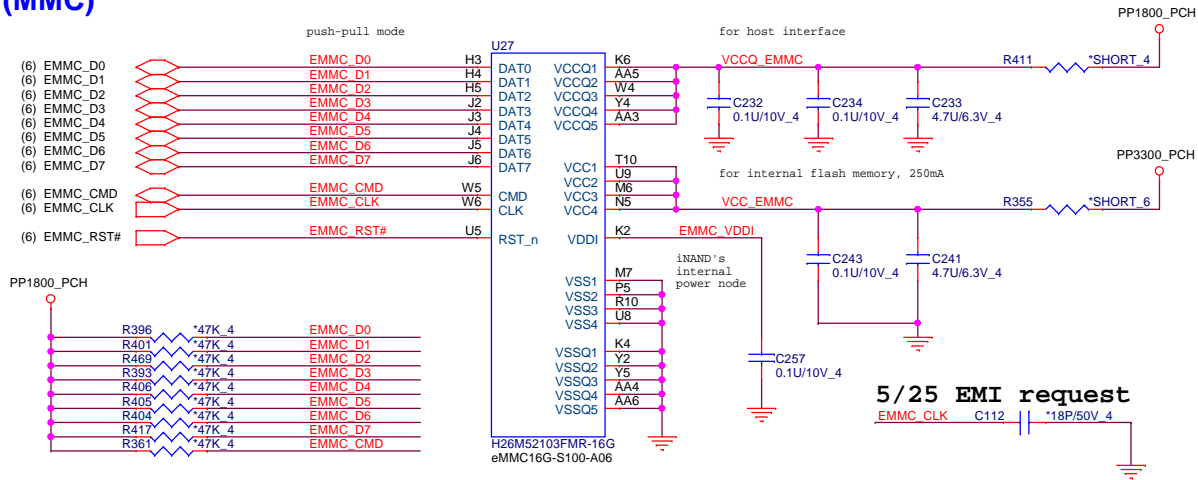 (MMC)
PP1800_PCH
push-pull mode
for host interface
U27
(6) EMMC_D0 EMMC_D0 H3 DAT0 VCCQ1 K6 VCCQ_EMMC R411 *SHORT_4
(6) EMMC_D1 EMMC_D1 H4 DAT1 VCCQ2 AA5
(6) EMMC_D2 EMMC_D2 H5 DAT2 VCCQ3 W4
(6) EMMC_D3 EMMC_D3 J2 DAT3 VCCQ4 Y4
(6) EMMC_D4 EMMC_D4 J3 DAT4 VCCQ5 AA3
(6) EMMC_D5 EMMC_D5 J4 DAT5
(6) EMMC_D6 EMMC_D6 J5 DAT6
(6) EMMC_D7 EMMC_D7 J6 DAT7
C232 C234 C233
0.1U/10V_4 0.1U/10V_4 4.7U/6.3V_4
PP3300_PCH
VCC1 T10
VCC2 U9
for internal flash memory, 250mA
(6) EMMC_CMD EMMC_CMD W5 CMD VCC3 M6
(6) EMMC_CLK EMMC_CLK W6 CLK VCC4 N5 VCC_EMMC R355 *SHORT_6
(6) EMMC_RST# EMMC_RST# U5 RST_n VDDI K2 EMMC_VDDI
iNAND's
internal
power node
C243 C241
0.1U/10V_4 4.7U/6.3V_4
PP1800_PCH
VSS1 M7
VSS2 P5
VSS3 R10
VSS4 U8
R396 *47K_4 EMMC_D0
R401 *47K_4 EMMC_D1
R469 *47K_4 EMMC_D2
R393 *47K_4 EMMC_D3
R406 *47K_4 EMMC_D4
R405 *47K_4 EMMC_D5
R404 *47K_4 EMMC_D6
R417 *47K_4 EMMC_D7
R361 *47K_4 EMMC_CMD
VSSQ1 K4
VSSQ2 Y2
VSSQ3 Y5
VSSQ4 AA4
VSSQ5 AA6
C257
0.1U/10V_4
5/25 EMI request
EMMC_CLK C112 *18P/50V_4
H26M52103FMR-16G
eMMC16G-S100-A06